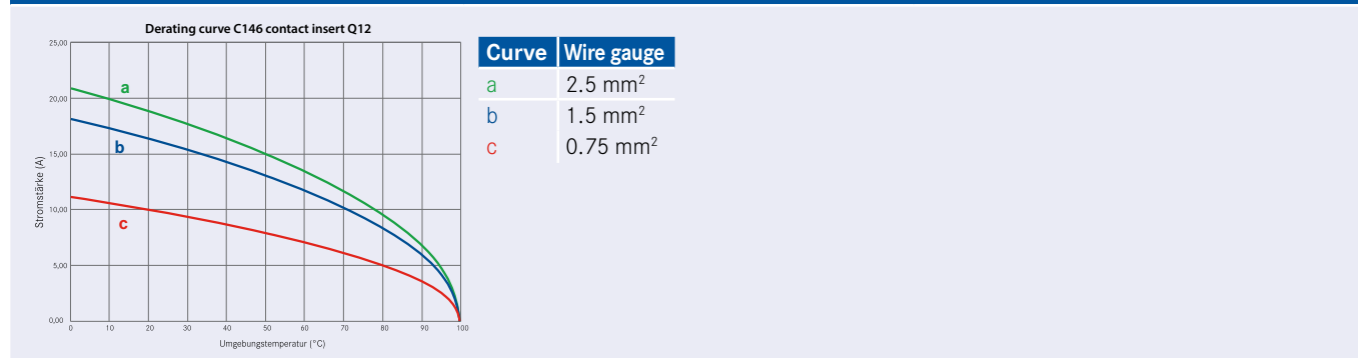 Derating curve C146 contact insert Q12
25,00
20,00
15,00
10,00
5,00
0,00
Stromstärke (A)
a
b
c
0 10 20 30 40 50 60 70 80 90 100
Umgebungstemperatur (°C)
Curve Wire gauge
a 2.5 mm²
b 1.5 mm²
c 0.75 mm²